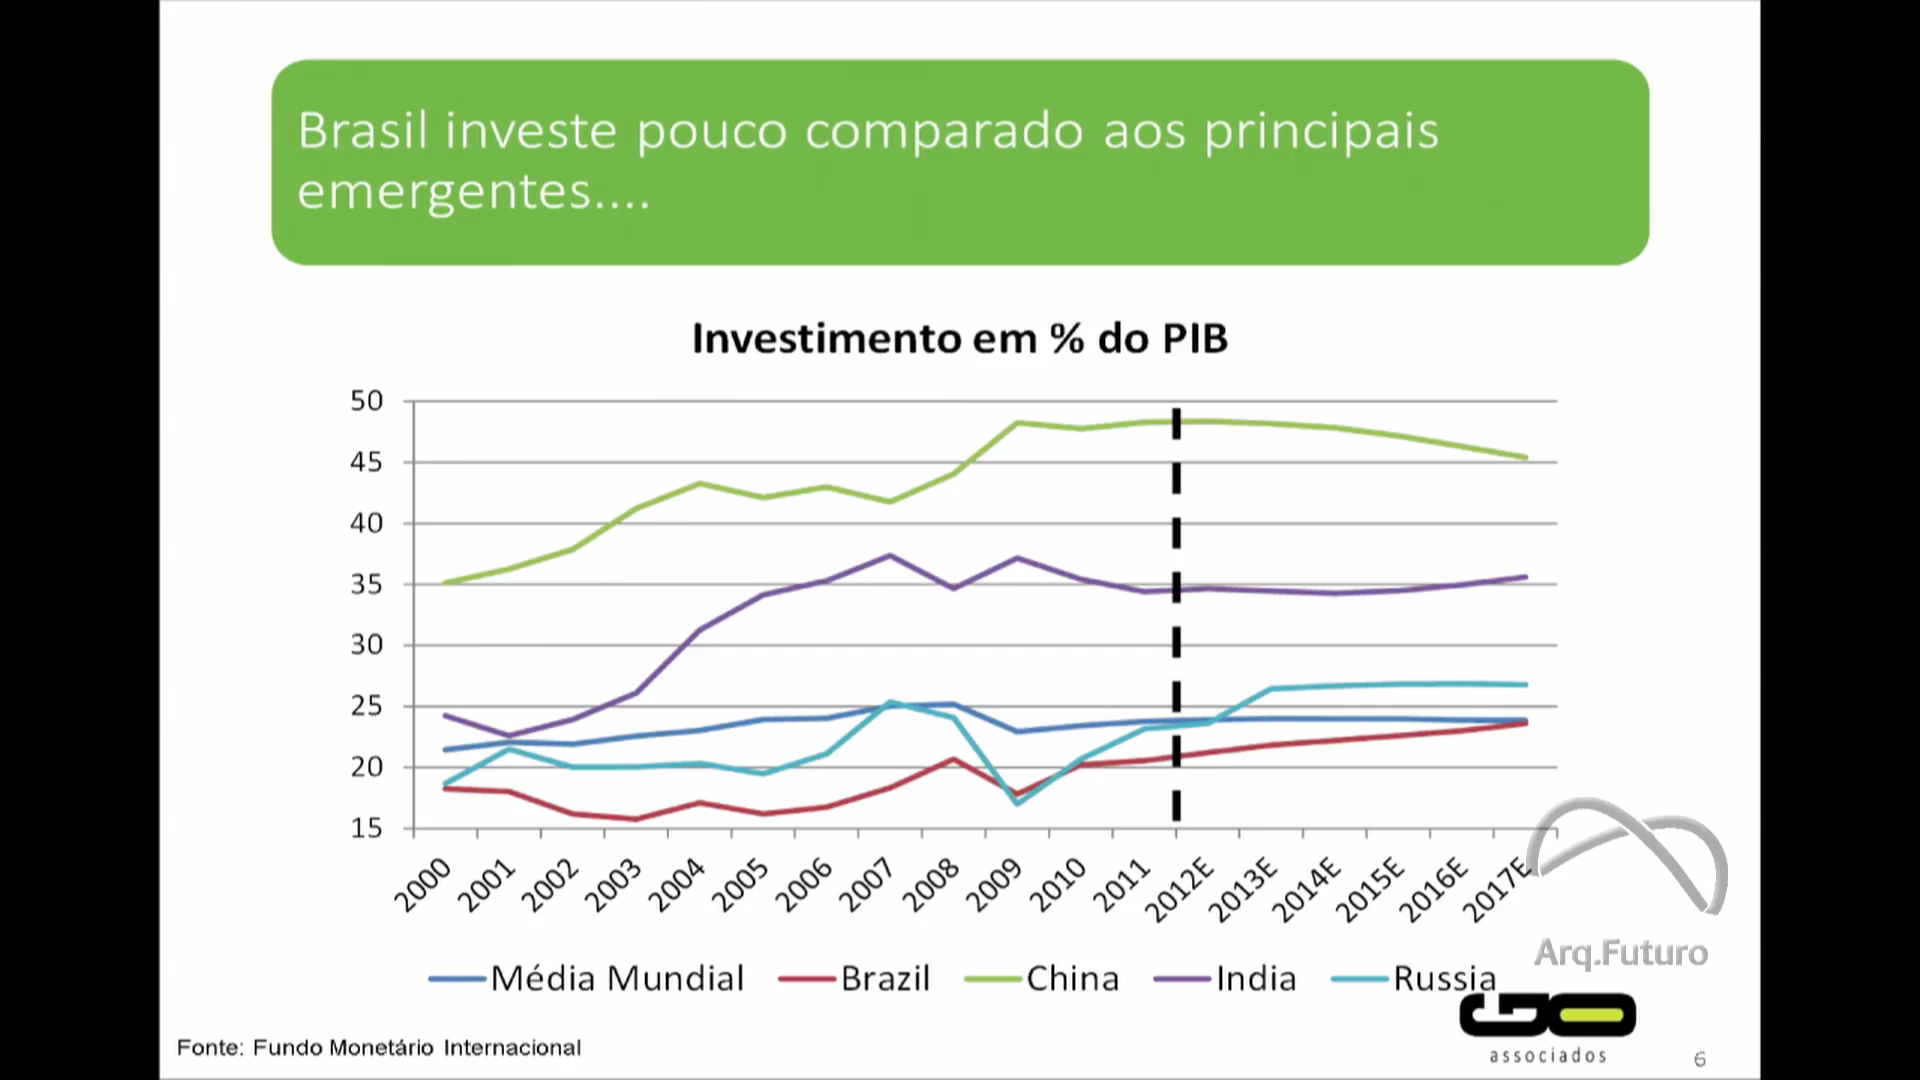 Brasil investe pouco comparado aos principais
emergentes....
Investimento em % do PIB
50
45
40
35
30
25
20
15
2000 2001 2002 2003 2004 2005 2006 2007 2008 2009 2010 2011 2012E 2013E 2014E 2015E 2016E 2017E
Média Mundial Brazil China India Russia
Arq.Futuro
GO
associados
Fonte: Fundo Monetário Internacional
6